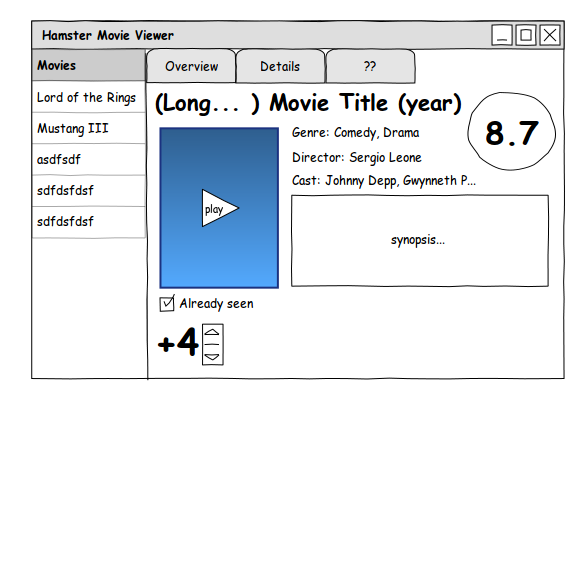 Hamster Movie Viewer
Movies
Lord of the Rings
Mustang III
asdfsdf
sdfdsfdsf
sdfdsfdsf
Overview
Details
??
(Long... ) Movie Title (year)
8.7
Genre: Comedy, Drama
Director: Sergio Leone
Cast: Johnny Depp, Gwynneth P...
play
synopsis...
Already seen
+4